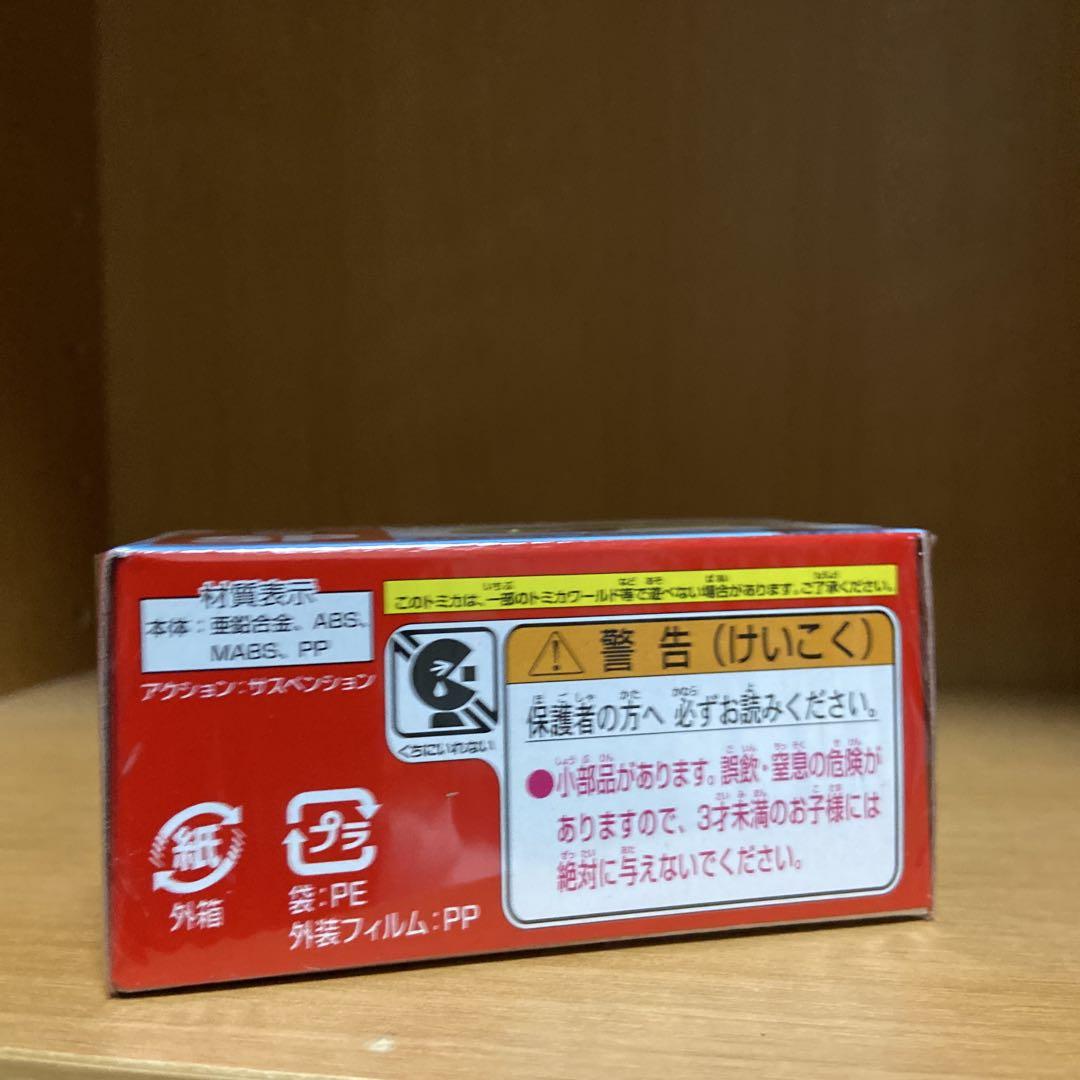 材質表示
本体：亜鉛合金、ABS、
MABS、PP
アクション：サスペンション
このトミカは、一部のトミカワールド等で遊べない場合があります。ご了承ください。
くちにいれない
警告（けいこく）
保護者の方へ 必ずお読みください。
●小部品があります。誤飲・窒息の危険が
ありますので、3才未満のお子様には
絶対に与えないでください。
紙
外箱
プラ
袋：PE
外装フィルム：PP